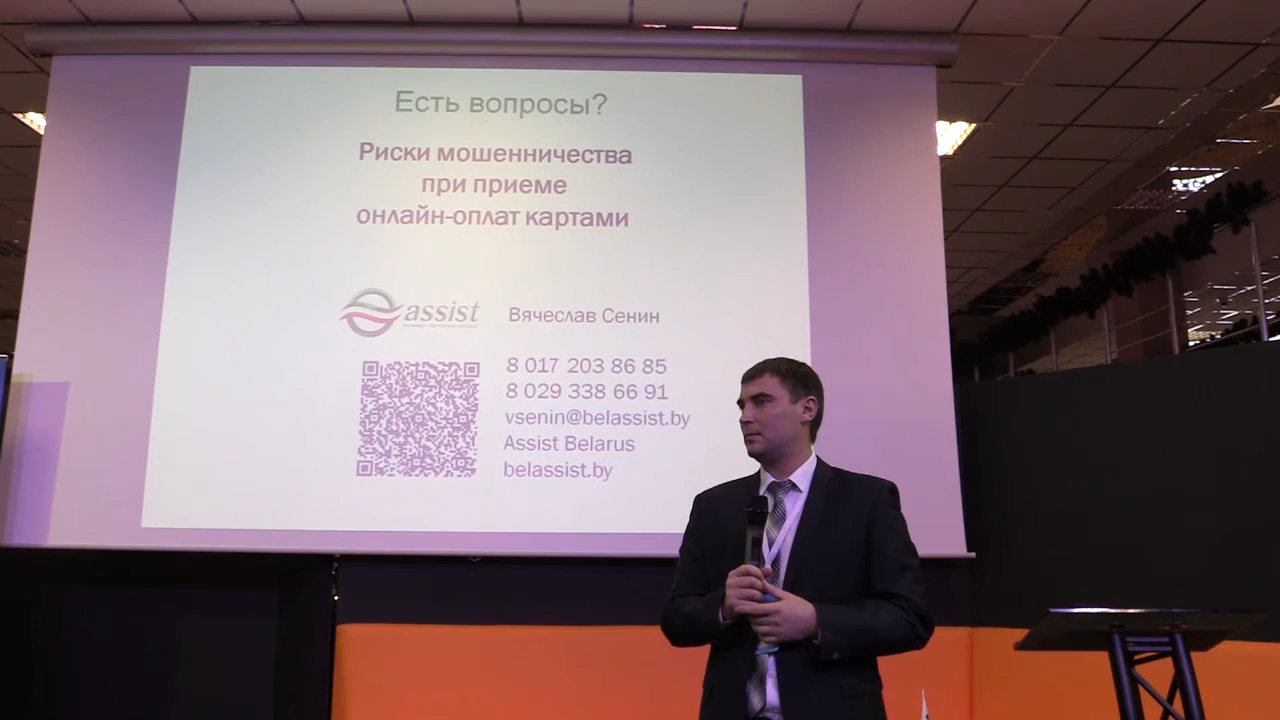 Есть вопросы?
Риски мошенничества
при приеме
онлайн-оплат картами
assist
Вячеслав Сенин
8 017 203 86 85
8 029 338 66 91
vsenin@belassist.by
Assist Belarus
belassist.by